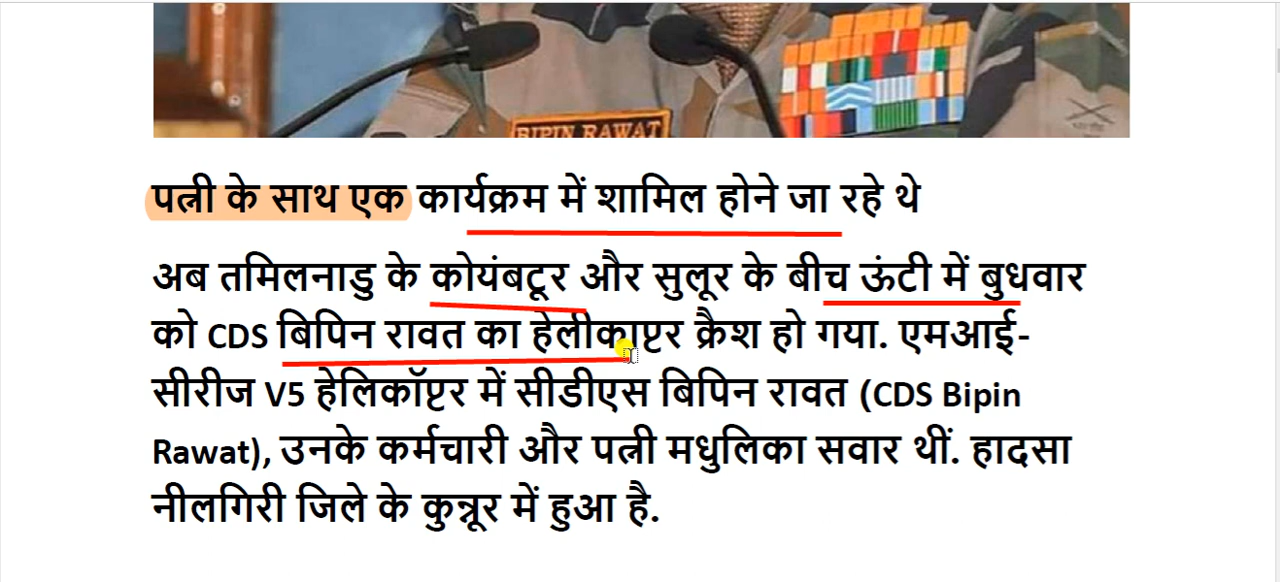 BIPIN RAWAT
पत्नी के साथ एक कार्यक्रम में शामिल होने जा रहे थे
अब तमिलनाडु के कोयंबटूर और सुलूर के बीच ऊंटी में बुधवार
को CDS बिपिन रावत का हेलीकाप्टर क्रैश हो गया. एमआई-
सीरीज V5 हेलिकॉप्टर में सीडीएस बिपिन रावत (CDS Bipin
Rawat), उनके कर्मचारी और पत्नी मधुलिका सवार थीं. हादसा
नीलगिरी जिले के कुन्नूर में हुआ है.